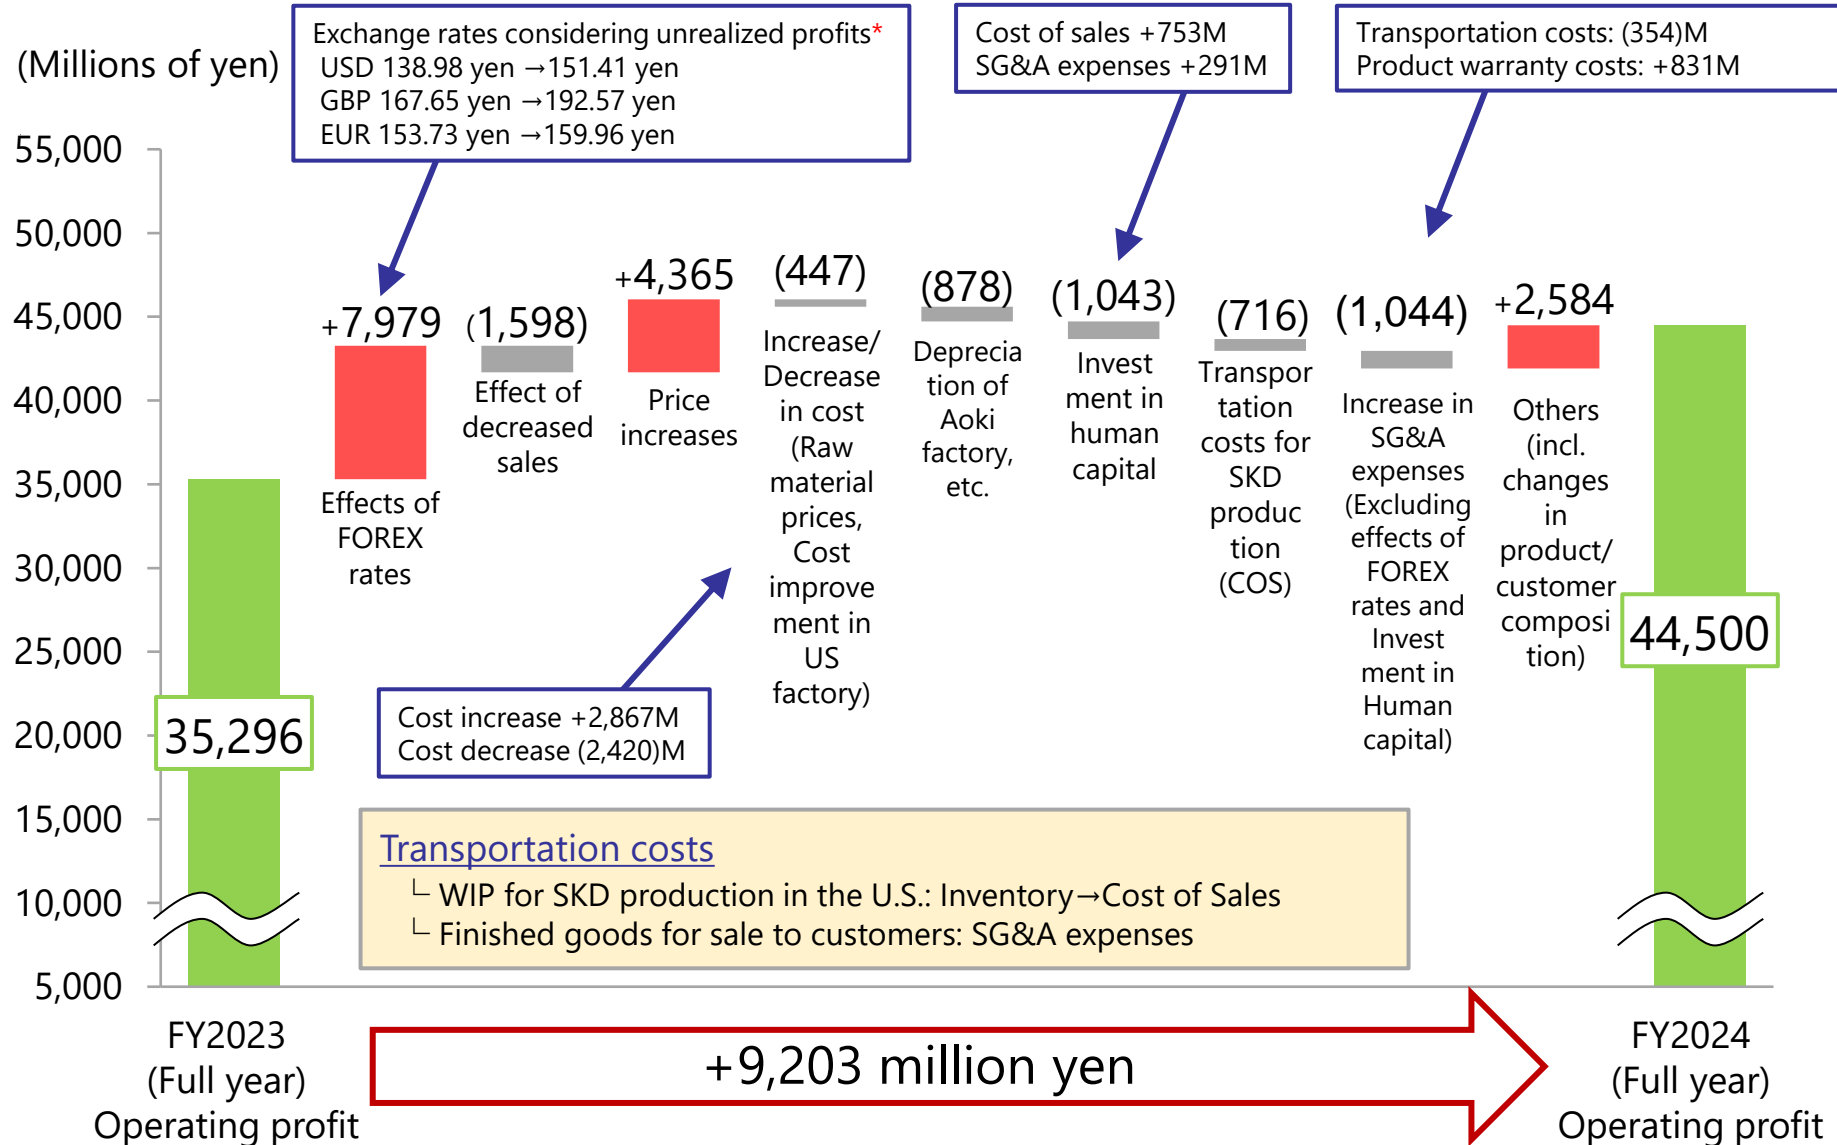 (Millions of yen)
Exchange rates considering unrealized profits*
USD 138.98 yen →151.41 yen
GBP 167.65 yen →192.57 yen
EUR 153.73 yen →159.96 yen
Cost of sales +753M
SG&A expenses +291M
Transportation costs: (354)M
Product warranty costs: +831M
55,000
50,000
45,000
40,000
35,000
30,000
25,000
20,000
15,000
10,000
5,000
35,296
+7,979
Effects of
FOREX
rates
(1,598)
Effect of
decreased
sales
+4,365
Price
increases
(447)
Increase/
Decrease
in cost
(Raw
material
prices,
Cost
improve
ment in
US
factory)
(878)
Deprecia
tion of
Aoki
factory,
etc.
(1,043)
Invest
ment in
human
capital
(716)
Transpor
tation
costs for
SKD
produc
tion
(COS)
(1,044)
Increase in
SG&A
expenses
(Excluding
effects of
FOREX
rates and
Invest
ment in
Human
capital)
+2,584
Others
(incl.
changes
in
product/
customer
composi
tion)
44,500
Cost increase +2,867M
Cost decrease (2,420)M
Transportation costs
└ WIP for SKD production in the U.S.: Inventory→Cost of Sales
└ Finished goods for sale to customers: SG&A expenses
FY2023
(Full year)
Operating profit
+9,203 million yen
FY2024
(Full year)
Operating profit